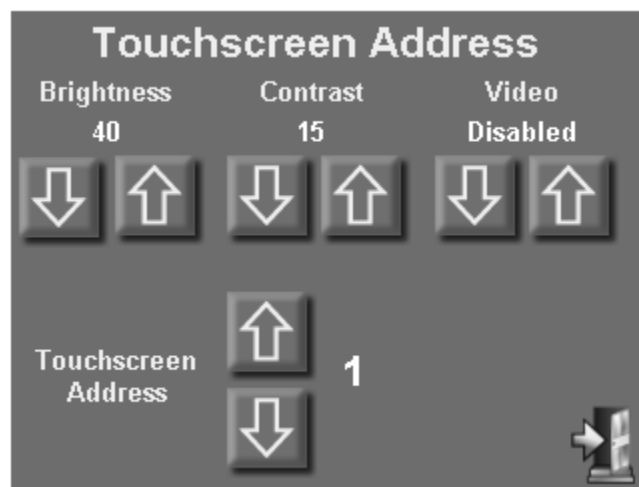 Touchscreen Address
Brightness Contrast Video
40 15 Disabled
Touchscreen
Address
1